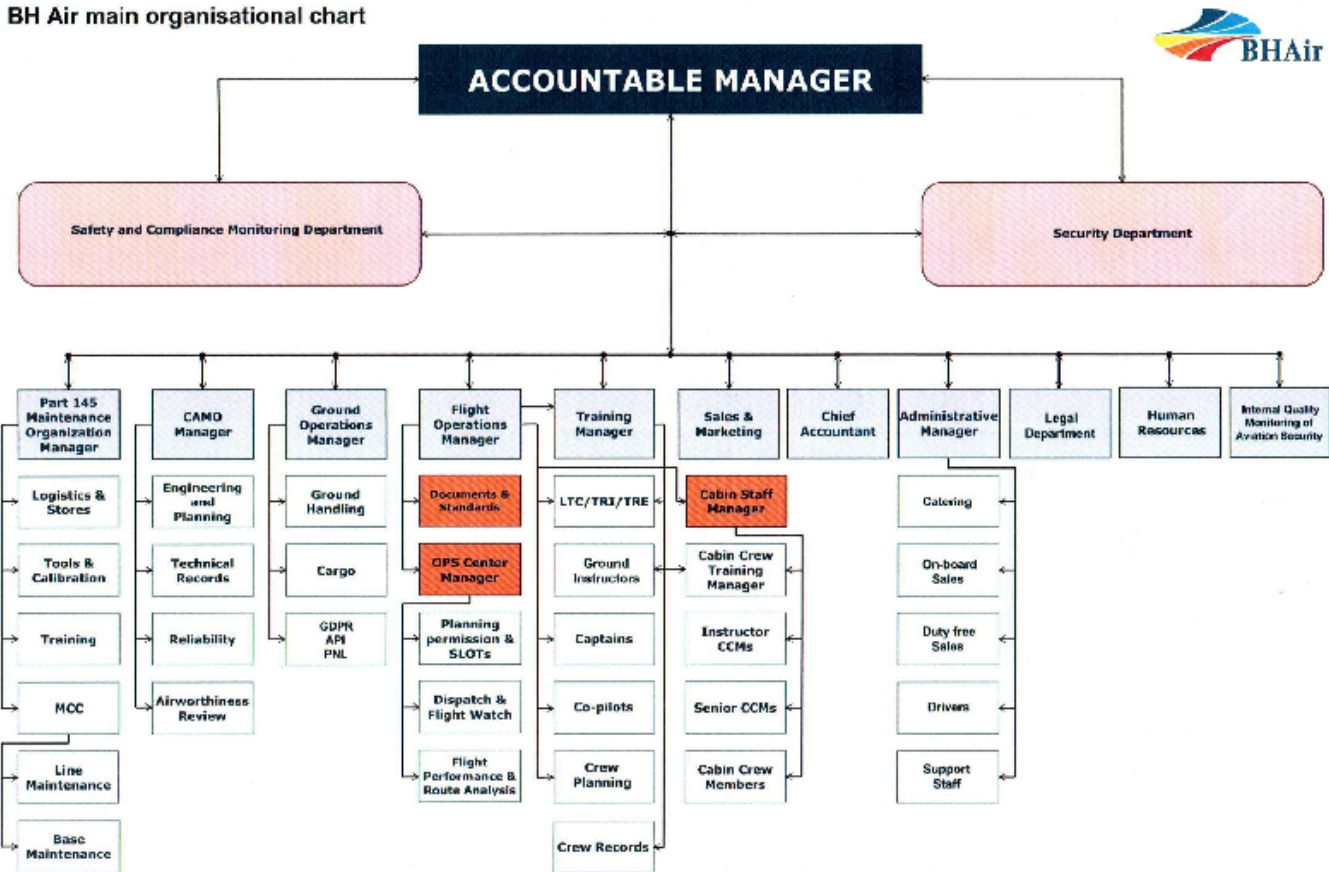 BH Air main organisational chart
BHAir
ACCOUNTABLE MANAGER
Safety and Compliance Monitoring Department
Security Department
Part 145
Maintenance
Organization
Manager
CAMO
Manager
Ground
Operations
Manager
Flight
Operations
Manager
Training
Manager
Sales &
Marketing
Chief
Accountant
Administrative
Manager
Legal
Department
Human
Resources
Internal Quality
Monitoring of
Aviation Security
Logistics &
Stores
Engineering
and
Planning
Ground
Handling
Documents &
Standards
LTC/TRI/TRE
Cabin Staff
Manager
Catering
Tools &
Calibration
Technical
Records
Cargo
OPS Center
Manager
Ground
Instructors
Cabin Crew
Training
Manager
On-board
Sales
Training
Reliability
GDPR
API
PNL
Planning
permission &
SLOTs
Captains
Instructor
CCMs
Duty free
Sales
MCC
Airworthiness
Review
Dispatch &
Flight Watch
Co-pilots
Senior CCMs
Drivers
Line
Maintenance
Flight
Performance &
Route Analysis
Crew
Planning
Cabin Crew
Members
Support
Staff
Base
Maintenance
Crew Records